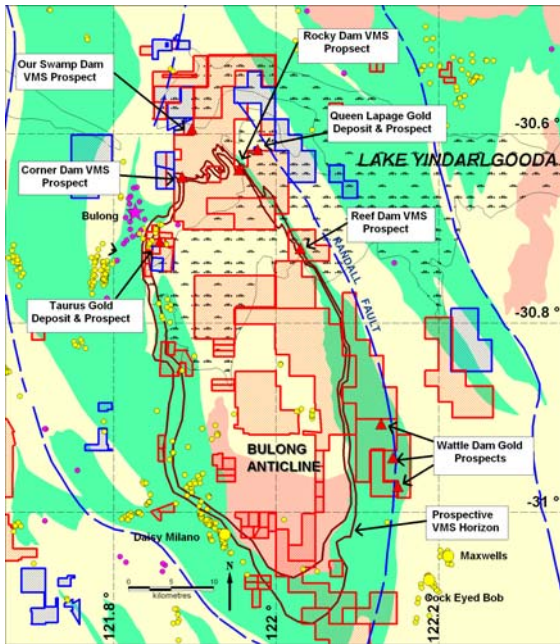 Rocky Dam VMS
Propsect
Our Swamp Dam
VMS Prospect
Queen Lapage Gold
Deposit & Prospect
-30.6
LAKE YINDARLGOODA
Corner Dam VMS
Prospect
Bulong
Reef Dam VMS
Prospect
RANDALL FAULT
Taurus Gold
Deposit & Prospect
-30.8
BULONG
ANTICLINE
Wattle Dam Gold
Prospects
-31
Prospective
VMS Horizon
Daisy Milano
Maxwells
N
0 10
kilometres
Cock Eyed Bob
121.8
122
122.2